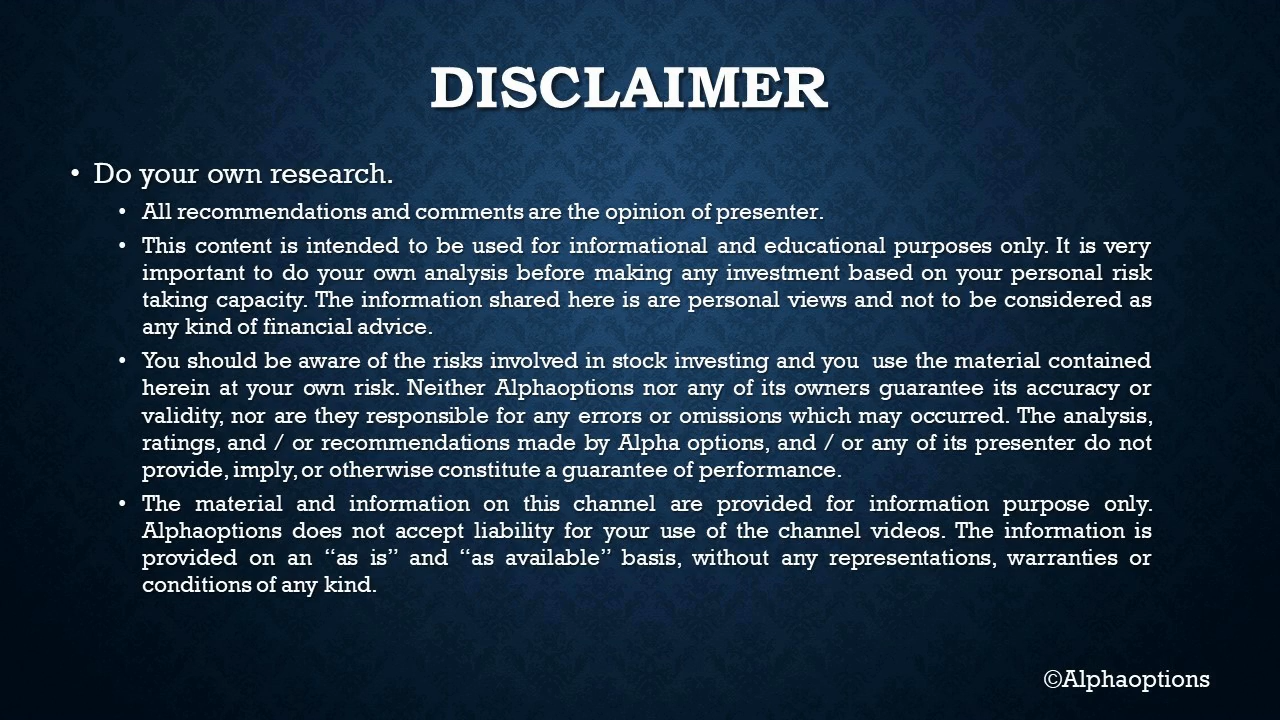 DISCLAIMER
• Do your own research.
• All recommendations and comments are the opinion of presenter.
• This content is intended to be used for informational and educational purposes only. It is very
important to do your own analysis before making any investment based on your personal risk
taking capacity. The information shared here is are personal views and not to be considered as
any kind of financial advice.
• You should be aware of the risks involved in stock investing and you  use the material contained
herein at your own risk. Neither Alphaoptions nor any of its owners guarantee its accuracy or
validity, nor are they responsible for any errors or omissions which may occurred. The analysis,
ratings, and / or recommendations made by Alpha options, and / or any of its presenter do not
provide, imply, or otherwise constitute a guarantee of performance.
• The material and information on this channel are provided for information purpose only.
Alphaoptions does not accept liability for your use of the channel videos. The information is
provided on an “as is” and “as available” basis, without any representations, warranties or
conditions of any kind.
©Alphaoptions